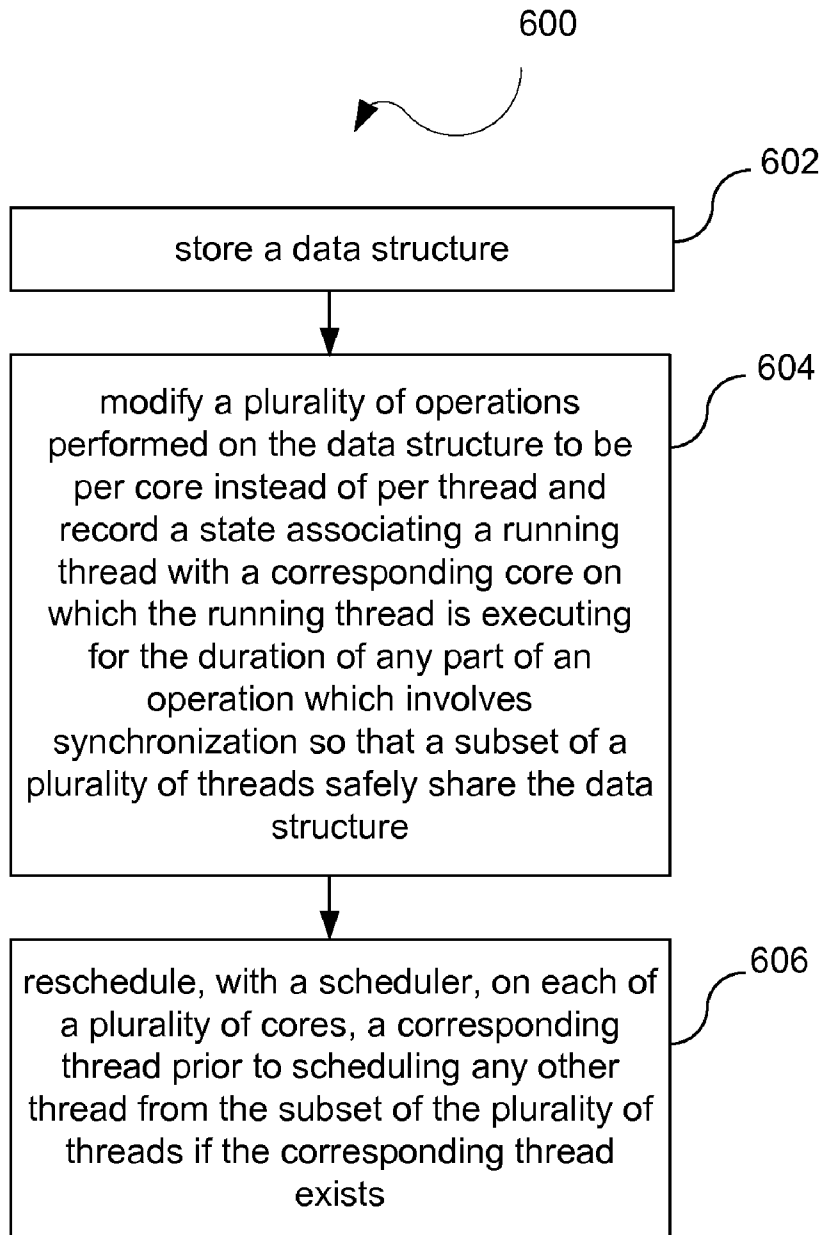 600
602
store a data structure
604
modify a plurality of operations
performed on the data structure to be
per core instead of per thread and
record a state associating a running
thread with a corresponding core on
which the running thread is executing
for the duration of any part of an
operation which involves
synchronization so that a subset of a
plurality of threads safely share the data
structure
606
reschedule, with a scheduler, on each of
a plurality of cores, a corresponding
thread prior to scheduling any other
thread from the subset of the plurality of
threads if the corresponding thread
exists